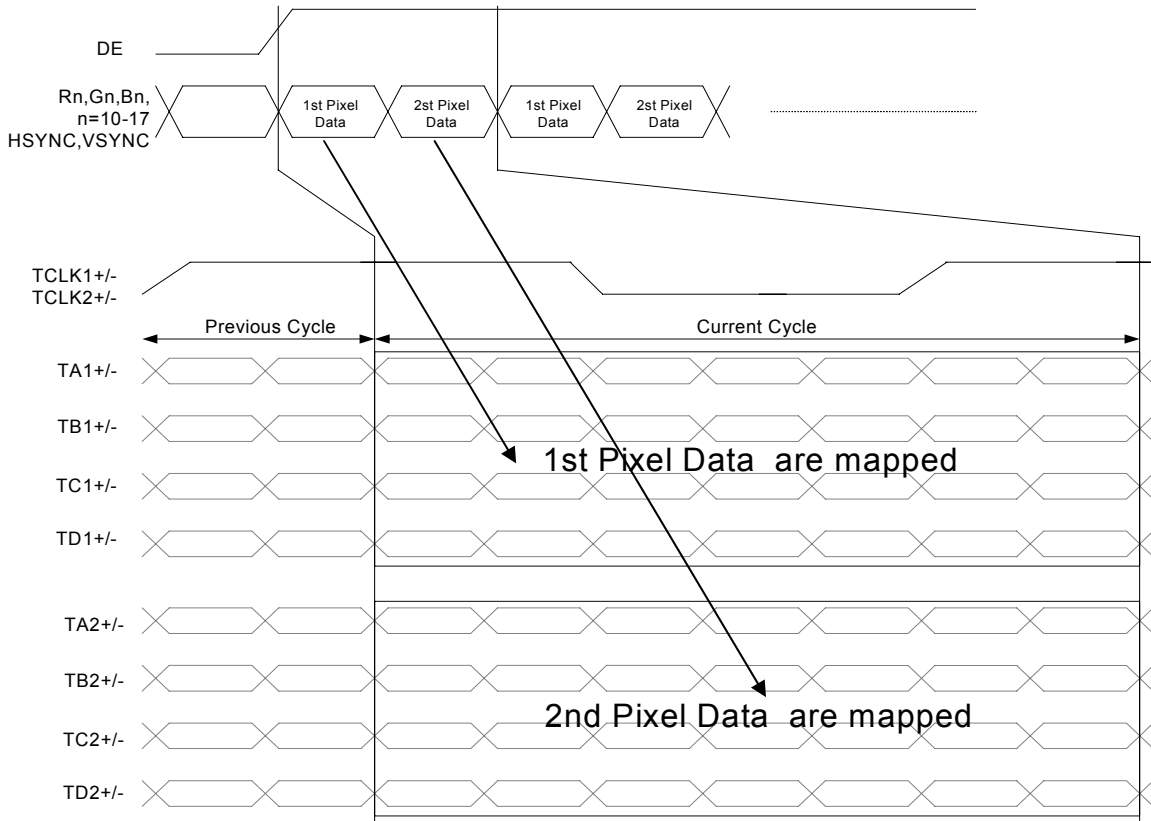 DE
Rn,Gn,Bn,
n=10-17
HSYNC,VSYNC
1st Pixel
Data
2st Pixel
Data
1st Pixel
Data
2st Pixel
Data
TCLK1+/-
TCLK2+/-
Previous Cycle
Current Cycle
TA1+/-
TB1+/-
1st Pixel Data are mapped
TC1+/-
TD1+/-
TA2+/-
TB2+/-
2nd Pixel Data are mapped
TC2+/-
TD2+/-